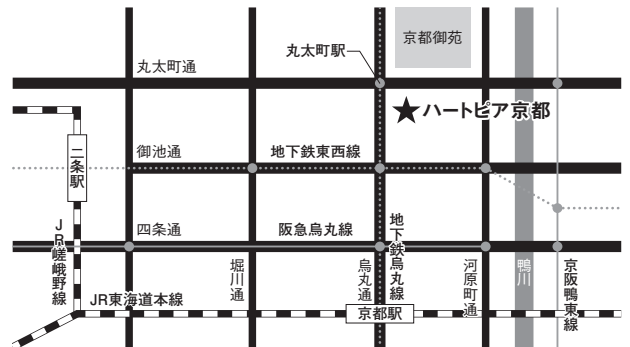 京都御苑
丸太町駅
丸太町通
★ハートピア京都
二条駅
御池通
地下鉄東西線
JR嵯峨野線
四条通
阪急烏丸線
地下鉄烏丸線
堀川通
烏丸通
河原町通
鴨川
京阪鴨東線
JR東海道本線
京都駅